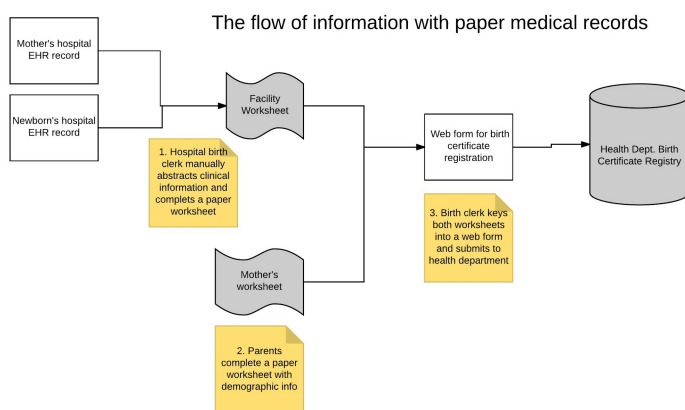 The flow of information with paper medical records
Mother's hospital
EHR record
Newborn's hospital
EHR record
Facility
Worksheet
1. Hospital birth
clerk manually
abstracts clinical
information and
complets a paper
worksheet
Mother's
worksheet
2. Parents
complete a paper
worksheet with
demographic info
Web form for birth
certificate
registration
3. Birth clerk keys
both worksheets
into a web form
and submits to
health department
Health Dept. Birth
Certificate Registry